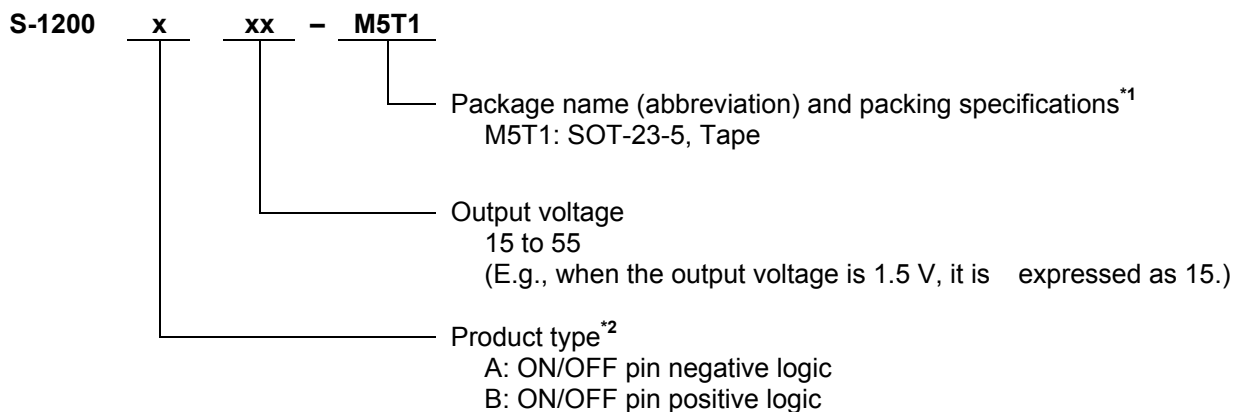 S-1200 x xx – M5T1
Package name (abbreviation) and packing specifications*1
M5T1: SOT-23-5, Tape
Output voltage
15 to 55
(E.g., when the output voltage is 1.5 V, it is expressed as 15.)
Product type*2
A: ON/OFF pin negative logic
B: ON/OFF pin positive logic